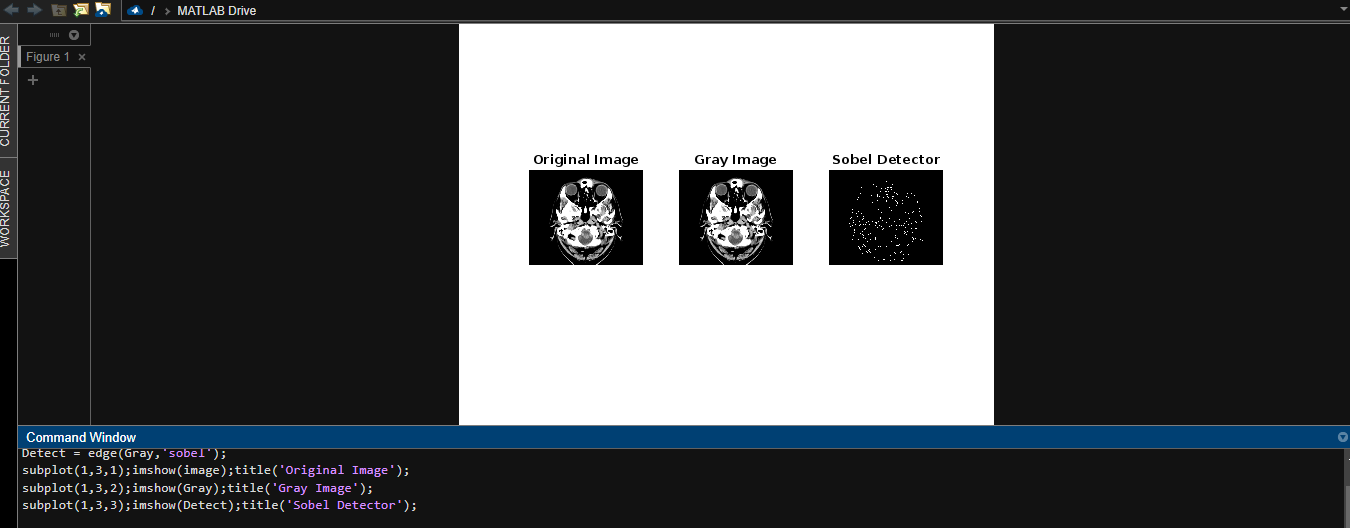 / > MATLAB Drive
CURRENT FOLDER
WORKSPACE
Figure 1 ×
+
Original Image
Gray Image
Sobel Detector
Command Window
Detect = edge(Gray,'sobel');
subplot(1,3,1);imshow(image);title('Original Image');
subplot(1,3,2);imshow(Gray);title('Gray Image');
subplot(1,3,3);imshow(Detect);title('Sobel Detector');